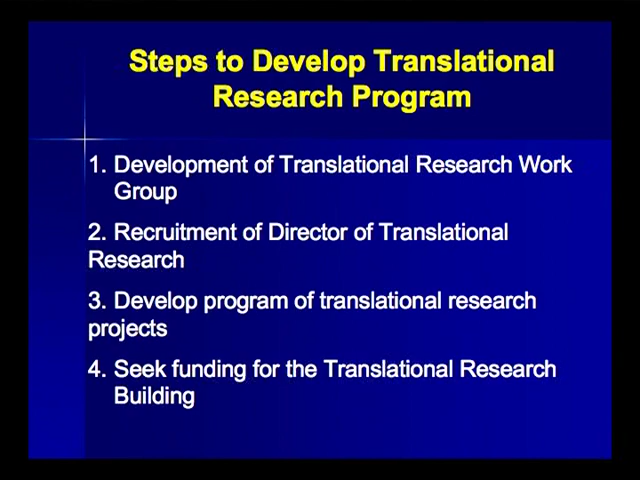 Steps to Develop Translational
Research Program
1. Development of Translational Research Work
Group
2. Recruitment of Director of Translational
Research
3. Develop program of translational research
projects
4. Seek funding for the Translational Research
Building